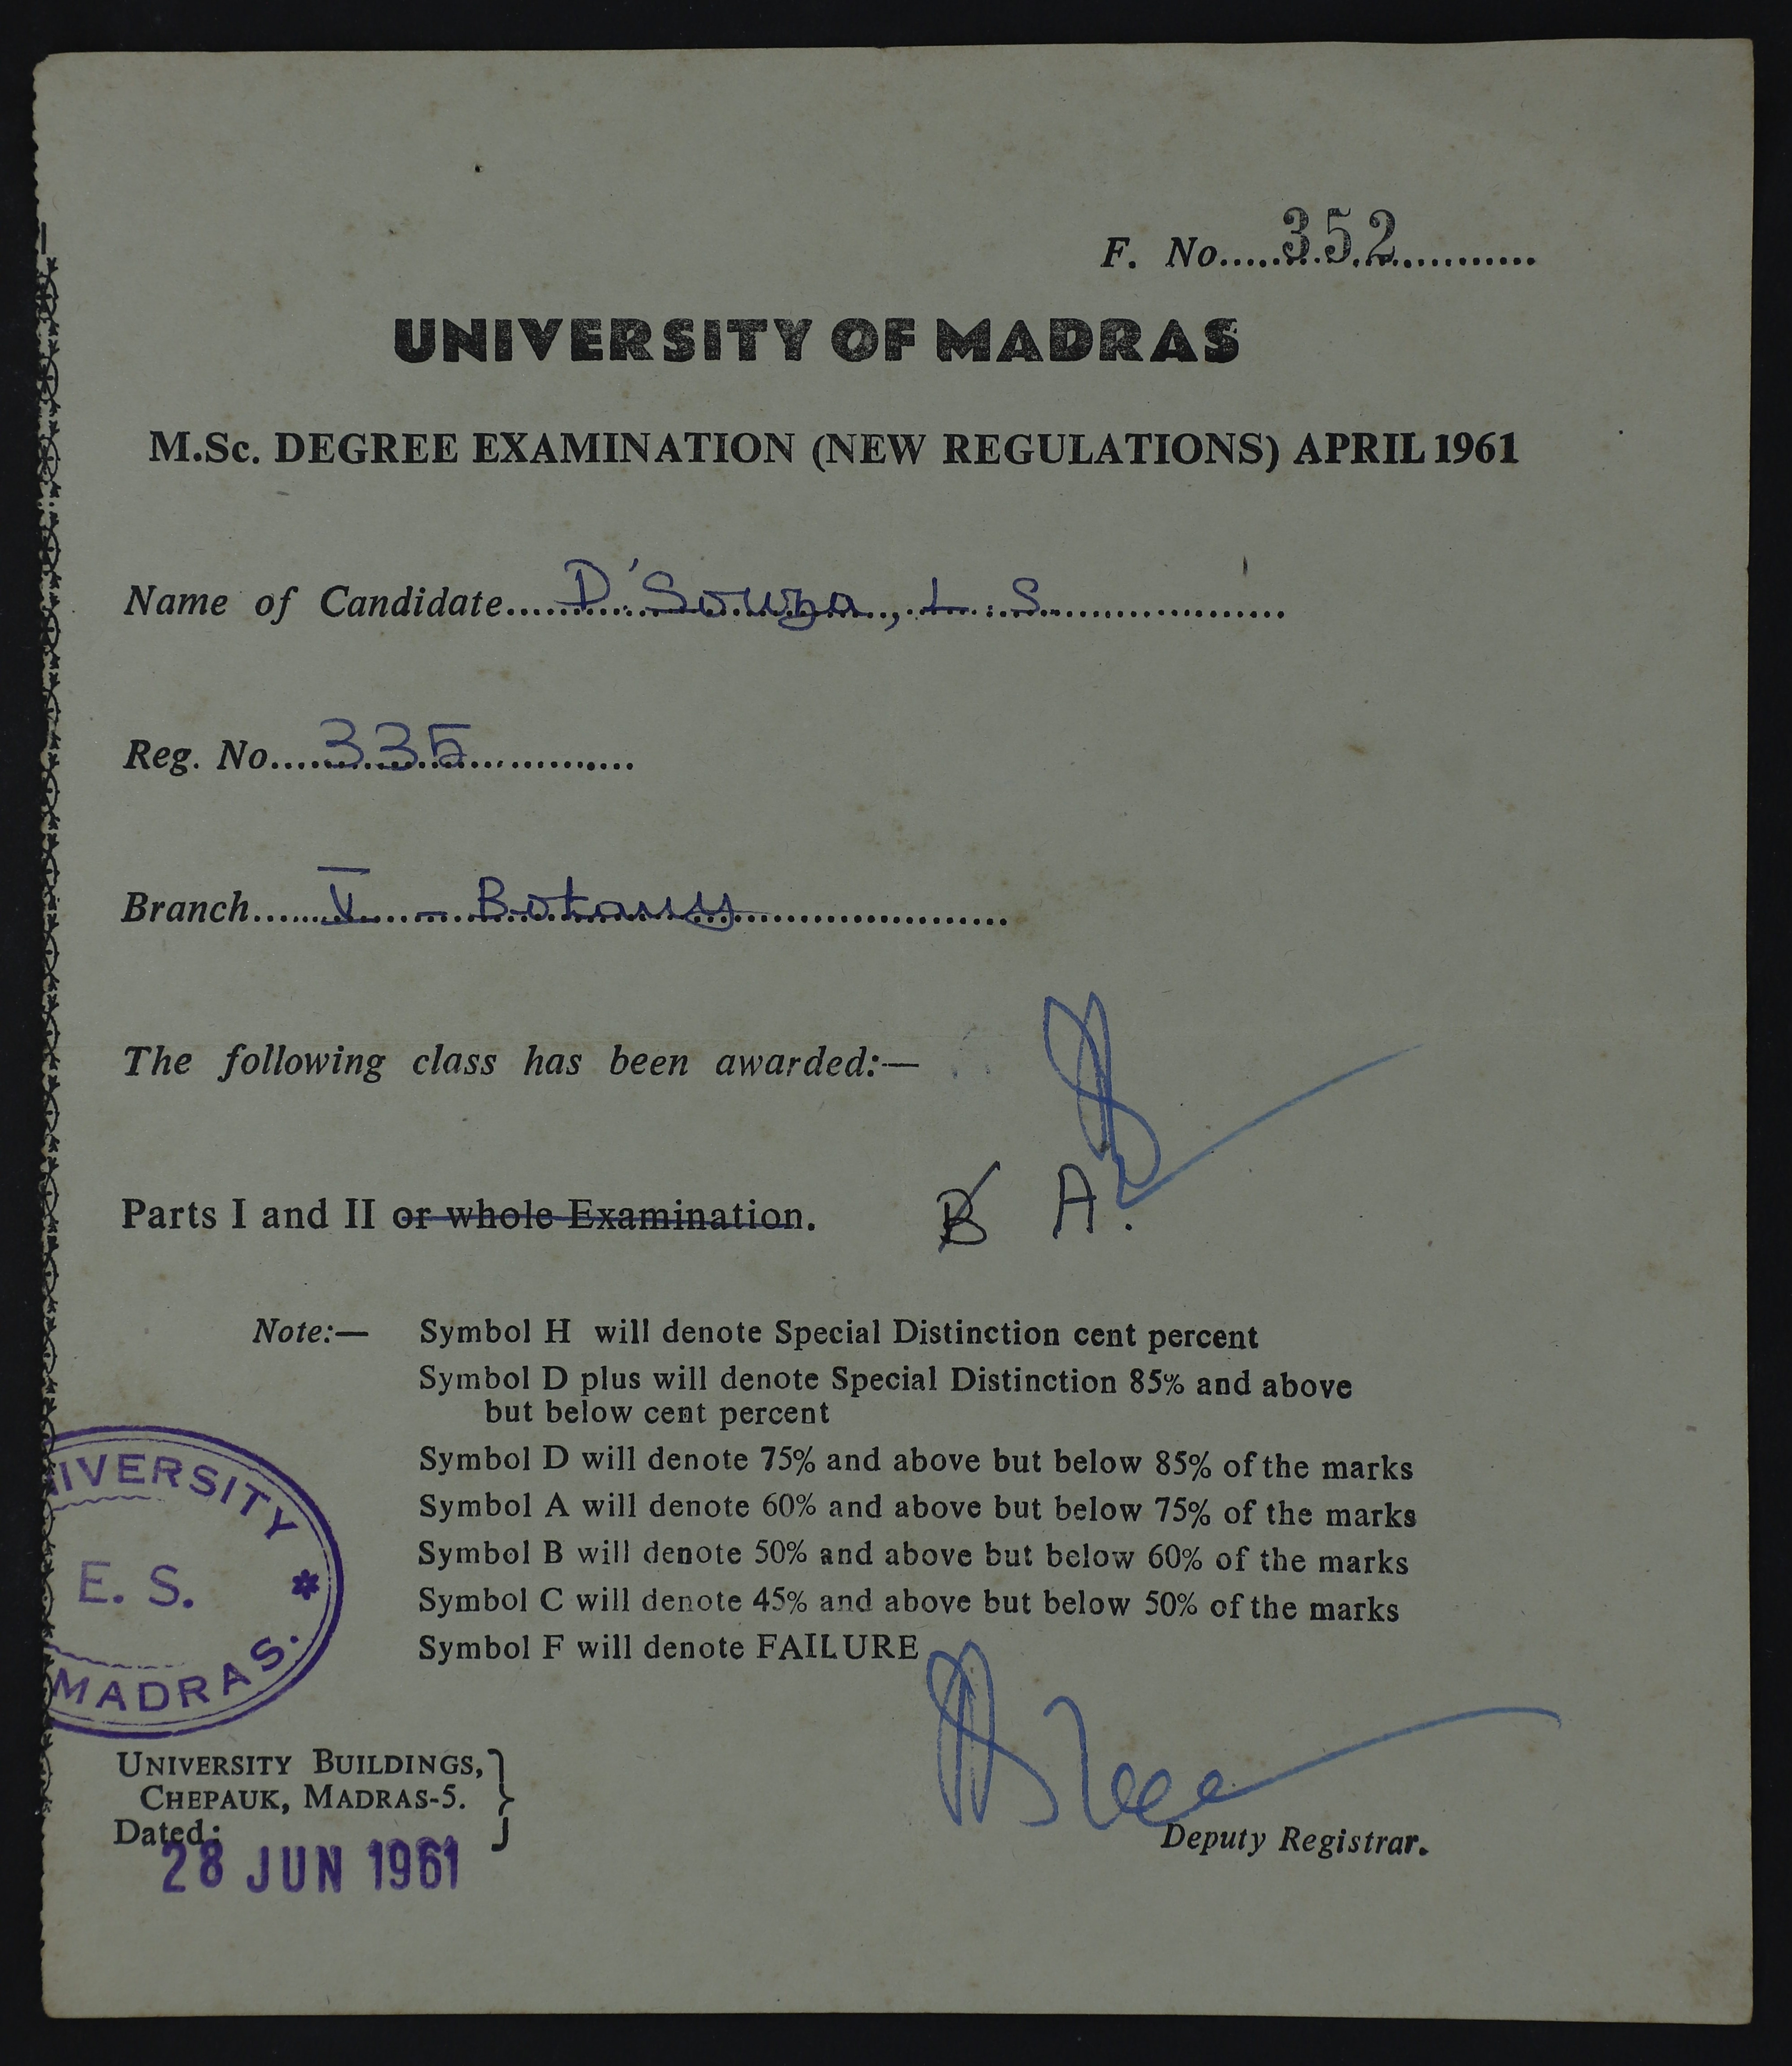 F. No.....352............
UNIVERSITY OF MADRAS
M.Sc. DEGREE EXAMINATION (NEW REGULATIONS) APRIL 1961
Name of Candidate.....D'Souza, L. S....................
Reg. No....335..............
Branch......V – Botany......................
The following class has been awarded:—
Parts I and II or whole Examination. B A.
Note:— Symbol H will denote Special Distinction cent percent
Symbol D plus will denote Special Distinction 85% and above
but below cent percent
Symbol D will denote 75% and above but below 85% of the marks
Symbol A will denote 60% and above but below 75% of the marks
Symbol B will denote 50% and above but below 60% of the marks
Symbol C will denote 45% and above but below 50% of the marks
Symbol F will denote FAILURE
IVERSITY *
E. S.
MADRAS.
UNIVERSITY BUILDINGS,
CHEPAUK, MADRAS-5.
Dated:
28 JUN 1961
Deputy Registrar.